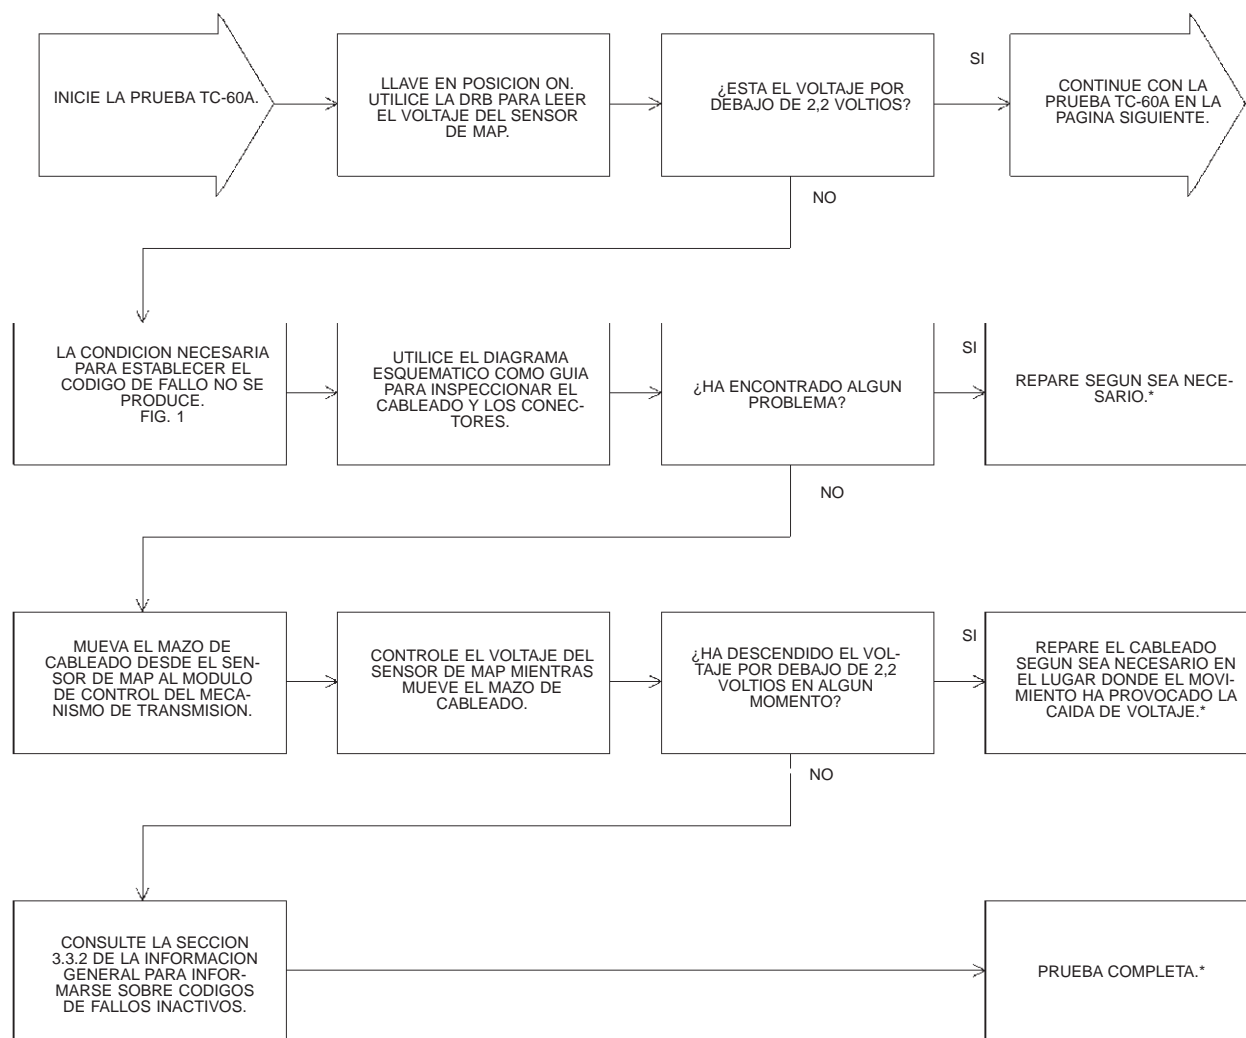 INICIE LA PRUEBA TC-60A.
LLAVE EN POSICION ON.
UTILICE LA DRB PARA LEER
EL VOLTAJE DEL SENSOR
DE MAP.
¿ESTA EL VOLTAJE POR
DEBAJO DE 2,2 VOLTIOS?
SI
CONTINUE CON LA
PRUEBA TC-60A EN LA
PAGINA SIGUIENTE.
NO
LA CONDICION NECESARIA
PARA ESTABLECER EL
CODIGO DE FALLO NO SE
PRODUCE.
FIG. 1
UTILICE EL DIAGRAMA
ESQUEMATICO COMO GUIA
PARA INSPECCIONAR EL
CABLEADO Y LOS CONEC-
TORES.
¿HA ENCONTRADO ALGUN
PROBLEMA?
SI
REPARE SEGUN SEA NECE-
SARIO.*
NO
MUEVA EL MAZO DE
CABLEADO DESDE EL SEN-
SOR DE MAP AL MODULO
DE CONTROL DEL MECA-
NISMO DE TRANSMISION.
CONTROLE EL VOLTAJE DEL
SENSOR DE MAP MIENTRAS
MUEVE EL MAZO DE
CABLEADO.
¿HA DESCENDIDO EL VOL-
TAJE POR DEBAJO DE 2,2
VOLTIOS EN ALGUN
MOMENTO?
SI
REPARE EL CABLEADO
SEGUN SEA NECESARIO EN
EL LUGAR DONDE EL MOVI-
MIENTO HA PROVOCADO LA
CAIDA DE VOLTAJE.*
NO
CONSULTE LA SECCION
3.3.2 DE LA INFORMACION
GENERAL PARA INFOR-
MARSE SOBRE CODIGOS
DE FALLOS INACTIVOS.
PRUEBA COMPLETA.*